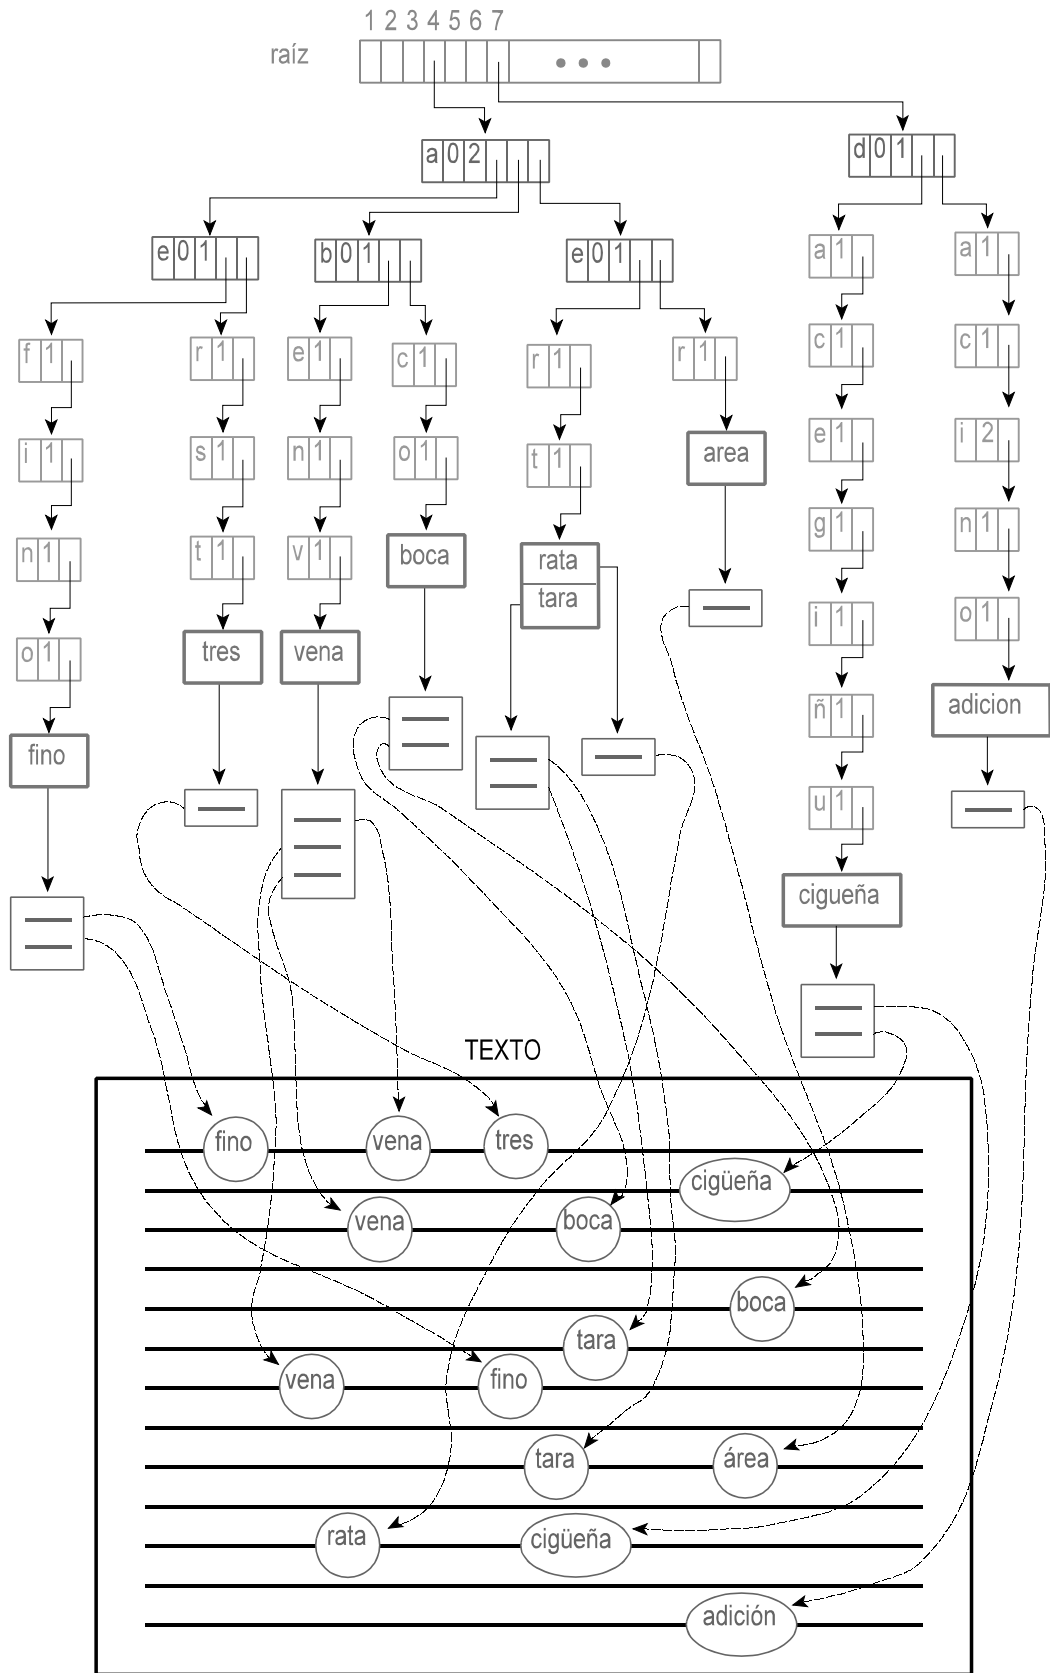 1 2 3 4 5 6 7
raíz
a 0 2
d 0 1
e 0 1
b 0 1
e 0 1
a 1
a 1
f 1
r 1
e 1
c 1
r 1
r 1
c 1
c 1
i 1
s 1
n 1
o 1
t 1
area
e 1
i 2
n 1
t 1
v 1
boca
rata
tara
g 1
n 1
o 1
tres
vena
i 1
o 1
fino
ñ 1
adicion
u 1
cigueña
TEXTO
fino
vena
tres
cigüeña
vena
boca
boca
tara
vena
fino
tara
área
rata
cigüeña
adición